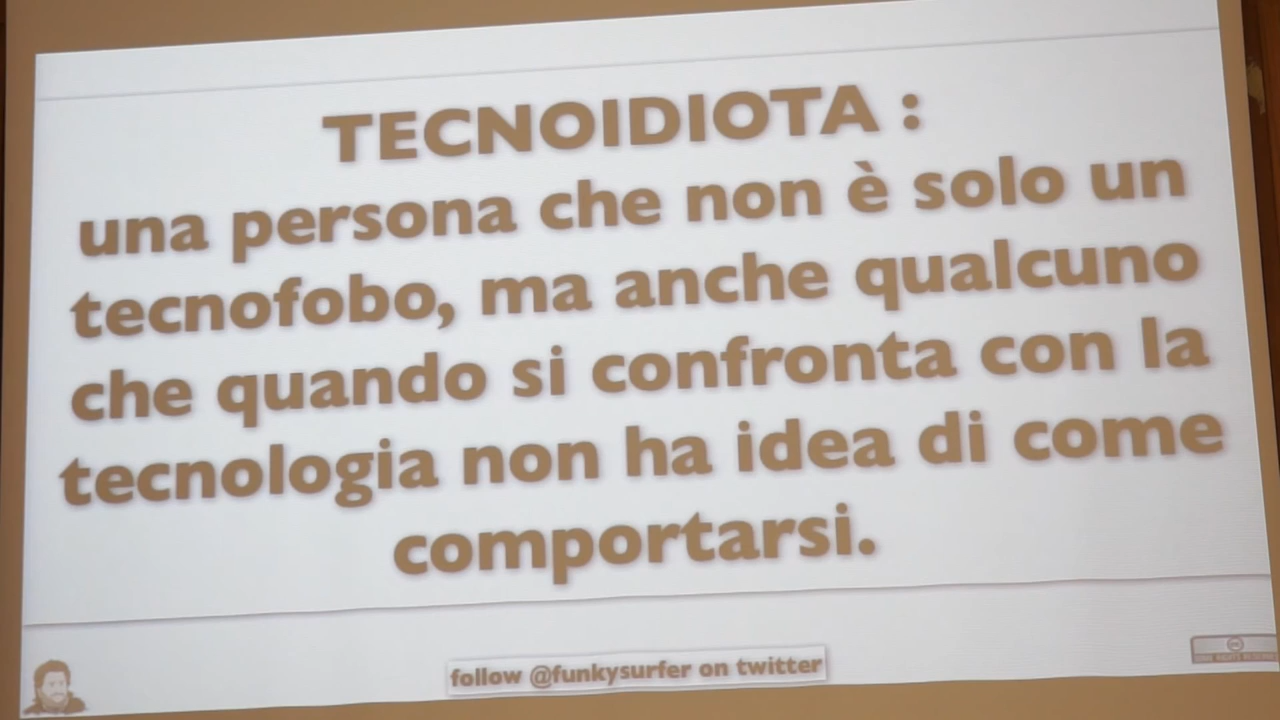 TECNOIDIOTA :
una persona che non è solo un
tecnofobo, ma anche qualcuno
che quando si confronta con la
tecnologia non ha idea di come
comportarsi.
follow @funkysurfer on twitter